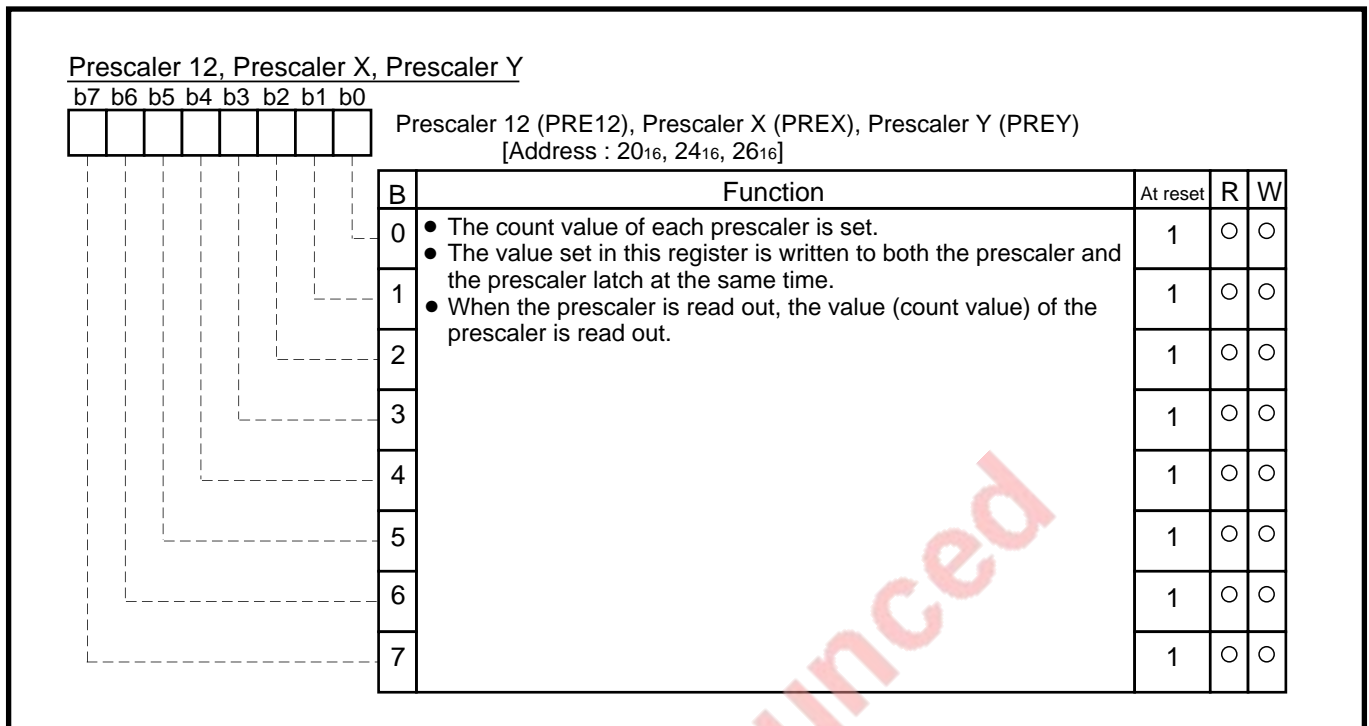 Prescaler 12, Prescaler X, Prescaler Y
b7 b6 b5 b4 b3 b2 b1 b0
Prescaler 12 (PRE12), Prescaler X (PREX), Prescaler Y (PREY)
[Address : 2016, 2416, 2616]
B Function At reset R W
0 ● The count value of each prescaler is set. 1 ○ ○
● The value set in this register is written to both the prescaler and
the prescaler latch at the same time.
1 1 ○ ○
● When the prescaler is read out, the value (count value) of the
prescaler is read out.
2 1 ○ ○
3 1 ○ ○
4 1 ○ ○
5 1 ○ ○
6 1 ○ ○
7 1 ○ ○